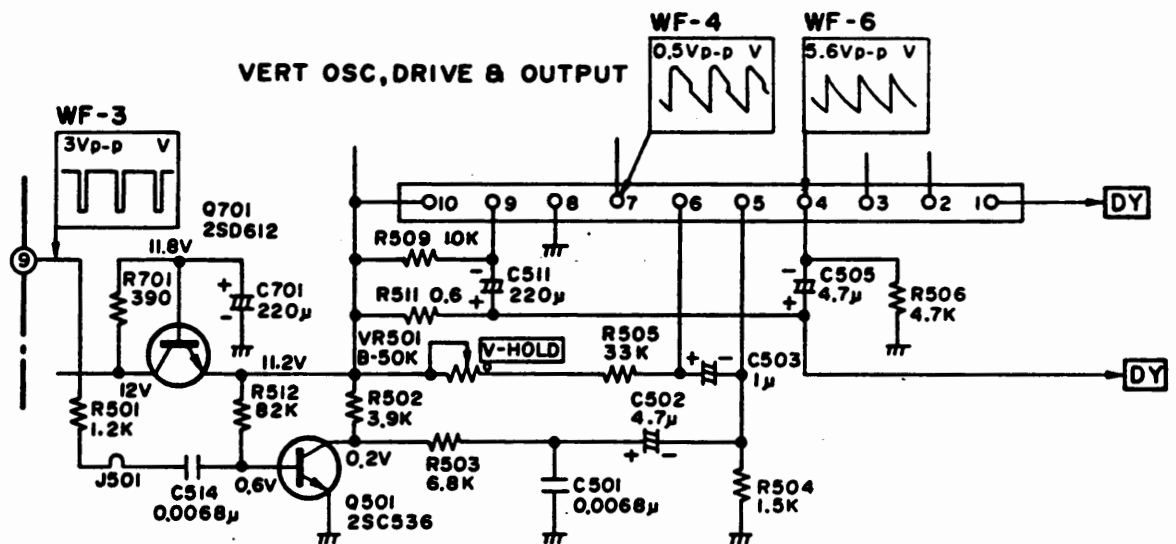 WF-4
WF-6
0.5Vp-p V
5.6Vp-p V
VERT OSC, DRIVE & OUTPUT
WF-3
3Vp-p V
10
9
8
7
6
5
4
3
2
1
DY
Q701
2SD612
9
11.8V
R701
390
C701
220μ
R509 10K
C511
220μ
R511 0.6
C505
4.7μ
R506
4.7K
VR501
B-50K
V-HOLD
R505
33K
C503
1μ
11.2V
12V
DY
R501
1.2K
R512
82K
R502
3.9K
C502
4.7μ
J501
C514
0.0068μ
0.6V
0.2V
R503
6.8K
C501
0.0068μ
R504
1.5K
Q501
2SC536